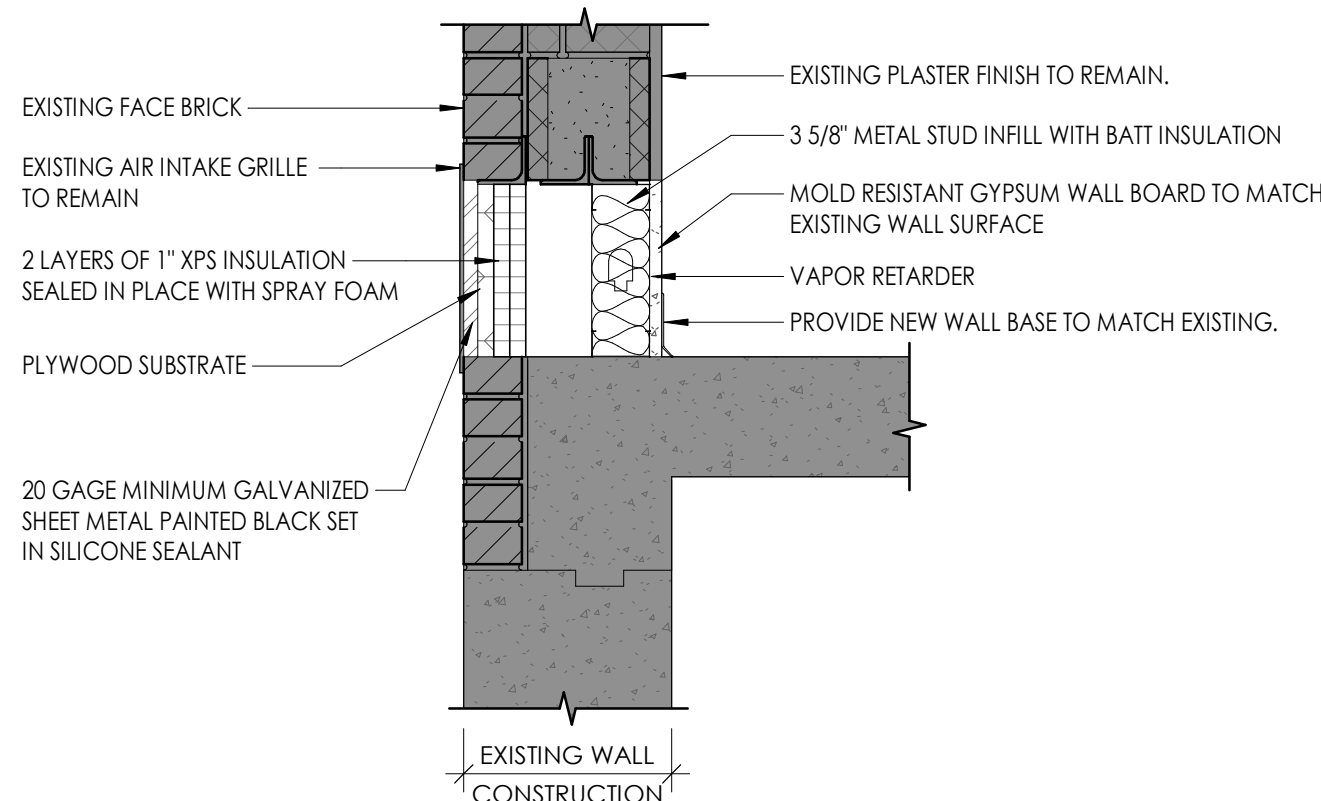 EXISTING FACE BRICK
EXISTING AIR INTAKE GRILLE
TO REMAIN
2 LAYERS OF 1" XPS INSULATION
SEALED IN PLACE WITH SPRAY FOAM
PLYWOOD SUBSTRATE
20 GAGE MINIMUM GALVANIZED
SHEET METAL PAINTED BLACK SET
IN SILICONE SEALANT
EXISTING PLASTER FINISH TO REMAIN.
3 5/8" METAL STUD INFILL WITH BATT INSULATION
MOLD RESISTANT GYPSUM WALL BOARD TO MATCH
EXISTING WALL SURFACE
VAPOR RETARDER
PROVIDE NEW WALL BASE TO MATCH EXISTING.
EXISTING WALL
CONSTRUCTION